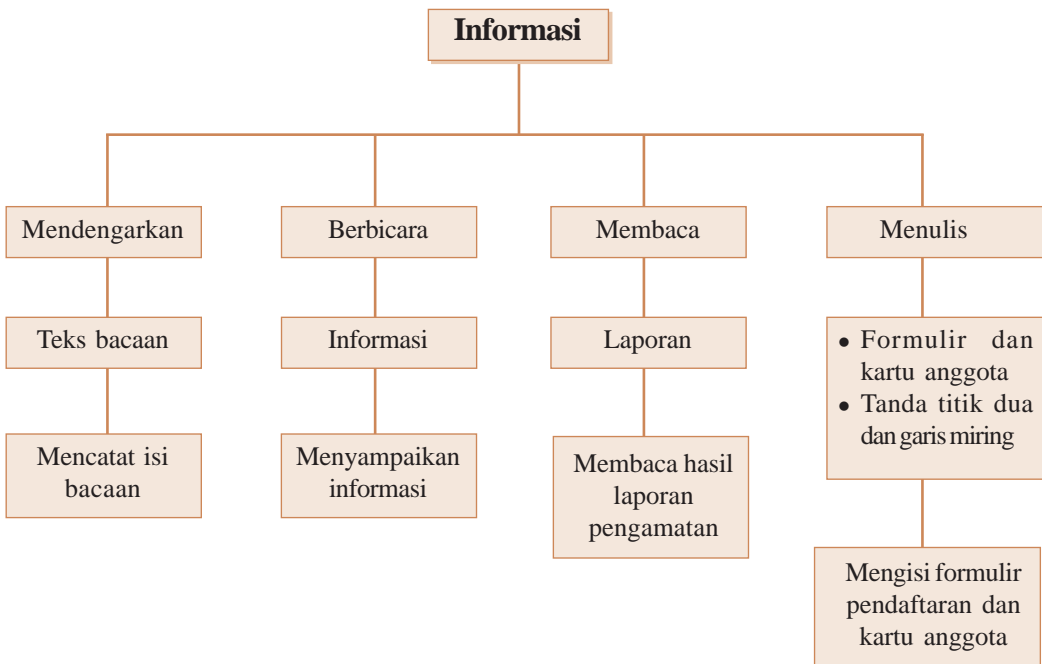 Informasi
Mendengarkan
Berbicara
Membaca
Menulis
Teks bacaan
Informasi
Laporan
• Formulir dan
kartu anggota
• Tanda titik dua
dan garis miring
Mencatat isi
bacaan
Menyampaikan
informasi
Membaca hasil
laporan
pengamatan
Mengisi formulir
pendaftaran dan
kartu anggota